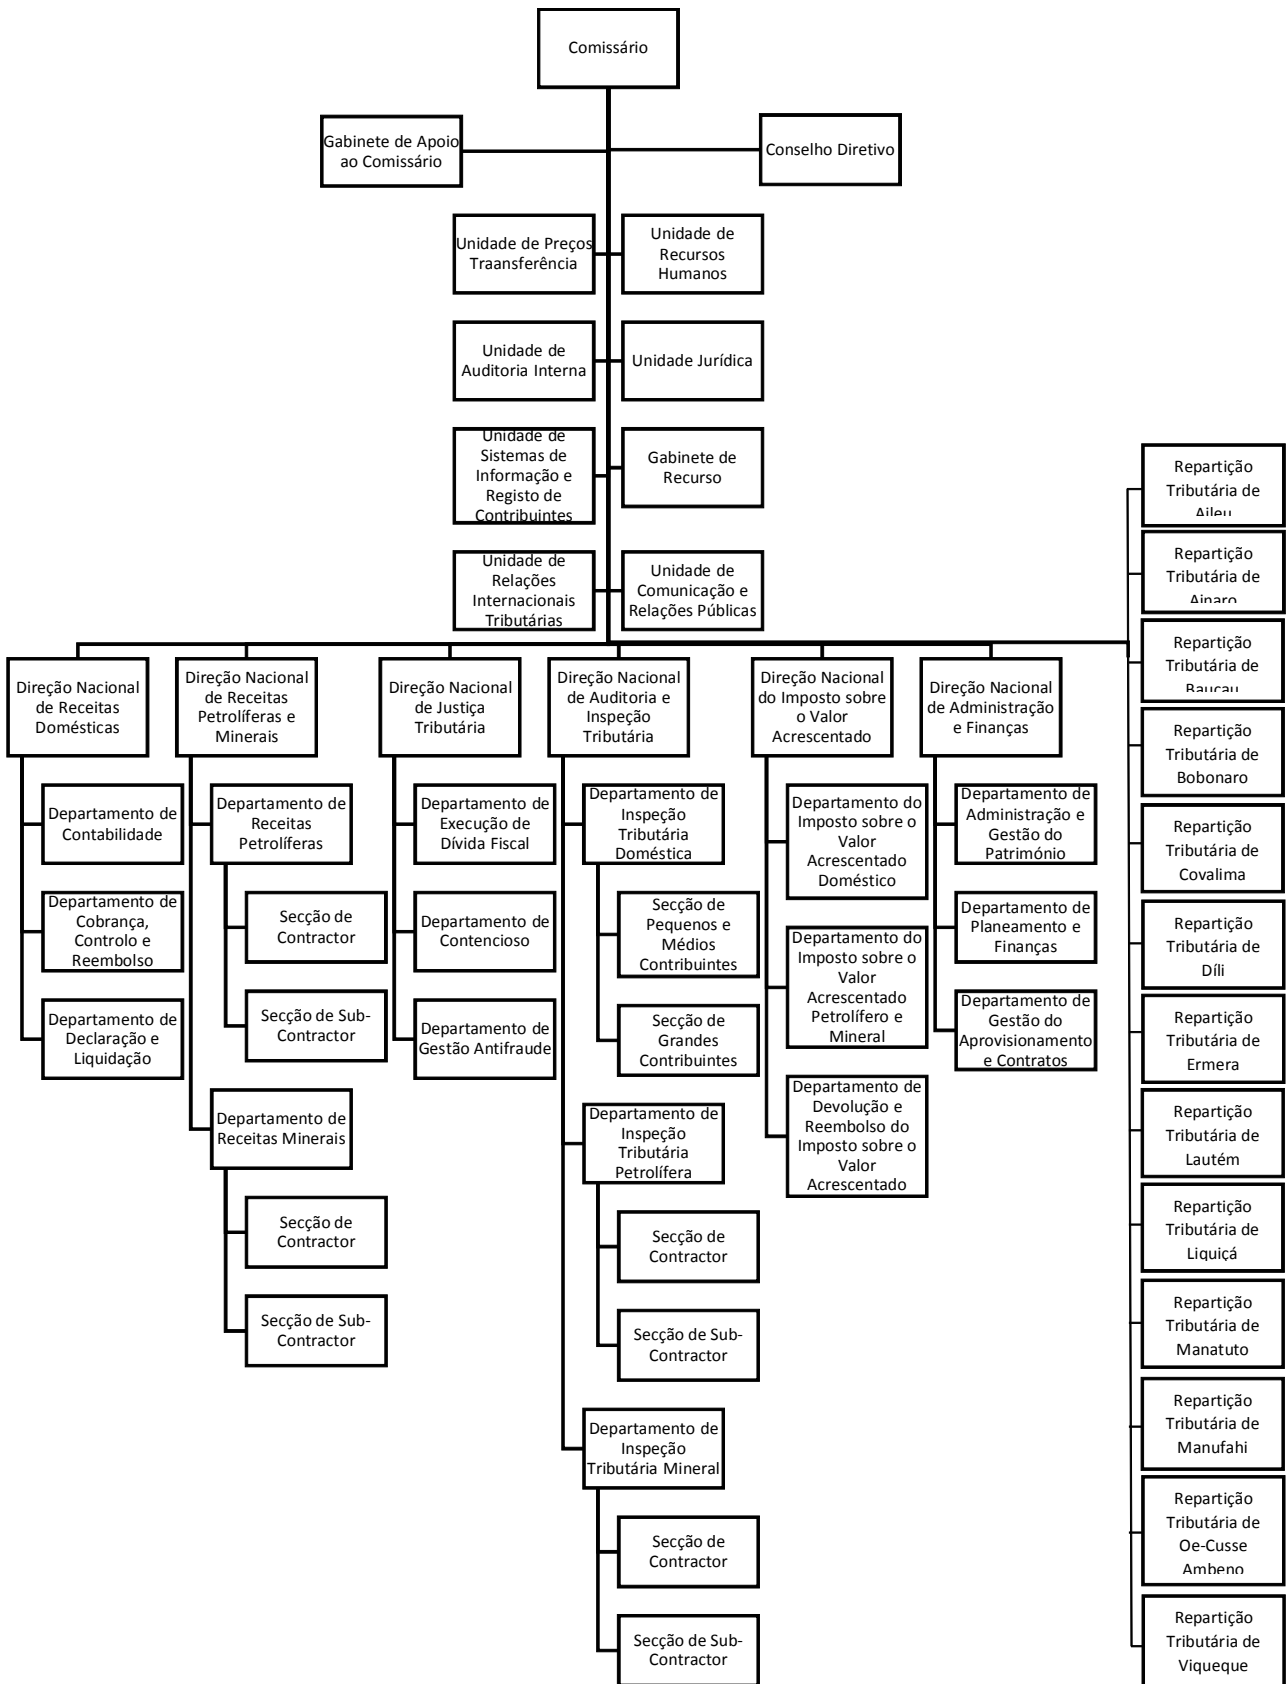 Comissário
Gabinete de Apoio
ao Comissário
Conselho Diretivo
Unidade de Preços
Traansferência
Unidade de
Recursos
Humanos
Unidade de
Auditoria Interna
Unidade Jurídica
Unidade de
Sistemas de
Informação e
Registo de
Contribuintes
Gabinete de
Recurso
Unidade de
Relações
Internacionais
Tributárias
Unidade de
Comunicação e
Relações Públicas
Direção Nacional
de Receitas
Domésticas
Departamento de
Contabilidade
Departamento de
Cobrança,
Controlo e
Reembolso
Departamento de
Declaração e
Liquidação
Direção Nacional
de Receitas
Petrolíferas e
Minerais
Departamento de
Receitas
Petrolíferas
Secção de
Contractor
Secção de Sub-
Contractor
Departamento de
Receitas Minerais
Secção de
Contractor
Secção de Sub-
Contractor
Direção Nacional
de Justiça
Tributária
Departamento de
Execução de
Dívida Fiscal
Departamento de
Contencioso
Departamento de
Gestão Antifraude
Direção Nacional
de Auditoria e
Inspeção
Tributária
Departamento de
Inspeção
Tributária
Doméstica
Secção de
Pequenos e
Médios
Contribuintes
Secção de
Grandes
Contribuintes
Departamento de
Inspeção
Tributária
Petrolífera
Secção de
Contractor
Secção de Sub-
Contractor
Departamento de
Inspeção
Tributária Mineral
Secção de
Contractor
Secção de Sub-
Contractor
Direção Nacional
do Imposto sobre
o Valor
Acrescentado
Departamento do
Imposto sobre o
Valor
Acrescentado
Doméstico
Departamento do
Imposto sobre o
Valor
Acrescentado
Petrolífero e
Mineral
Departamento de
Devolução e
Reembolso do
Imposto sobre o
Valor
Acrescentado
Direção Nacional
de Administração
e Finanças
Departamento de
Administração e
Gestão do
Património
Departamento de
Planeamento e
Finanças
Departamento de
Gestão do
Aprovisionamento
e Contratos
Repartição
Tributária de
Aileu
Repartição
Tributária de
Ainaro
Repartição
Tributária de
Baucau
Repartição
Tributária de
Bobonaro
Repartição
Tributária de
Covalima
Repartição
Tributária de
Díli
Repartição
Tributária de
Ermera
Repartição
Tributária de
Lautém
Repartição
Tributária de
Liquiçá
Repartição
Tributária de
Manatuto
Repartição
Tributária de
Manufahi
Repartição
Tributária de
Oe-Cusse
Ambeno
Repartição
Tributária de
Viqueque